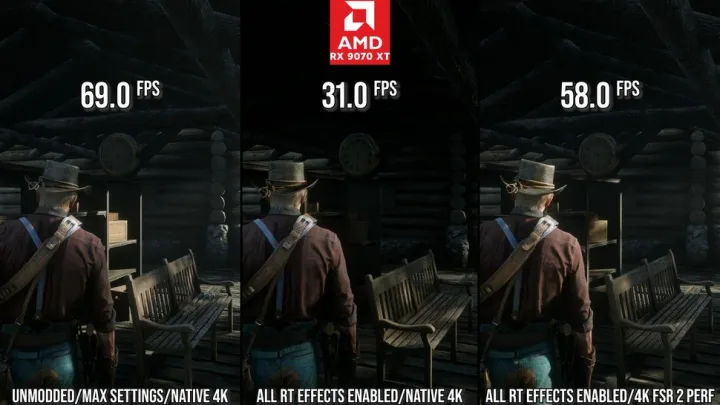 AMD
RX 9070 XT
69.0 FPS
31.0 FPS
58.0 FPS
UNMODDED/MAX SETTINGS/NATIVE 4K
ALL RT EFFECTS ENABLED/NATIVE 4K
ALL RT EFFECTS ENABLED/4K FSR 2 PERF